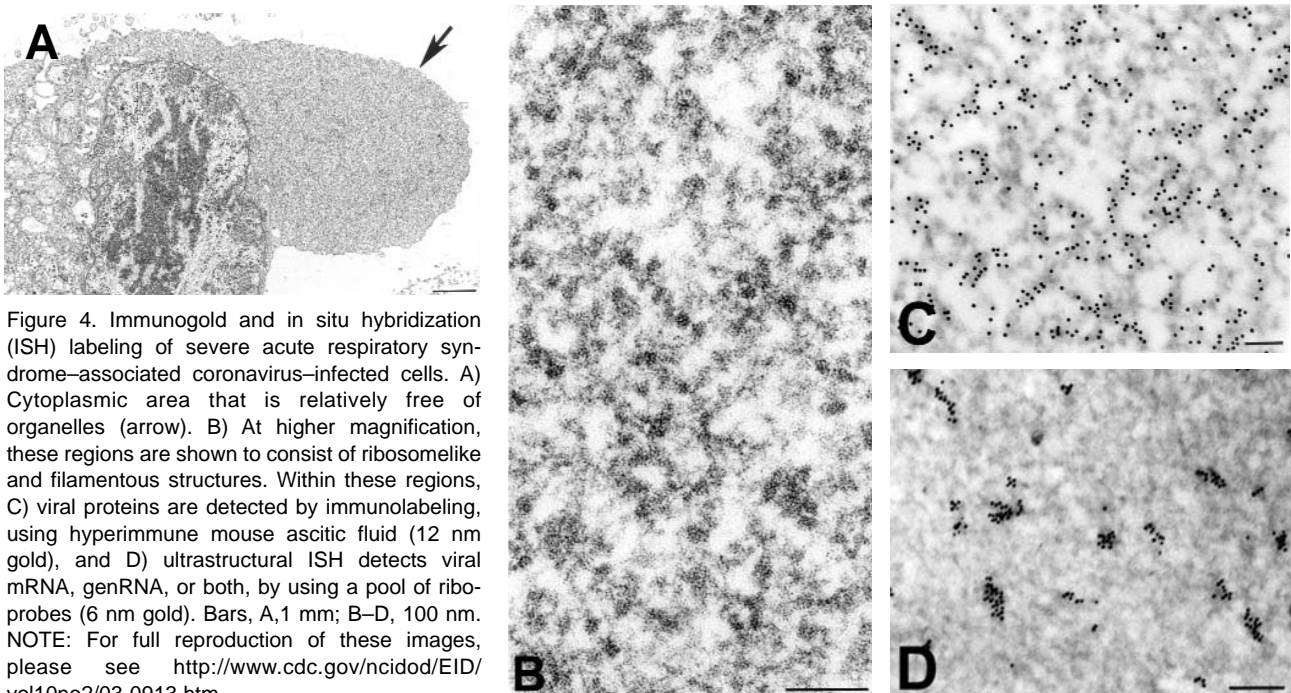 A
Figure 4. Immunogold and in situ hybridization
(ISH) labeling of severe acute respiratory syn-
drome–associated coronavirus–infected cells. A)
Cytoplasmic area that is relatively free of
organelles (arrow). B) At higher magnification,
these regions are shown to consist of ribosomelike
and filamentous structures. Within these regions,
C) viral proteins are detected by immunolabeling,
using hyperimmune mouse ascitic fluid (12 nm
gold), and D) ultrastructural ISH detects viral
mRNA, genRNA, or both, by using a pool of ribo-
probes (6 nm gold). Bars, A,1 mm; B–D, 100 nm.
NOTE: For full reproduction of these images,
please see http://www.cdc.gov/ncidod/EID/
vol10no2/03-0913.htm
B
C
D